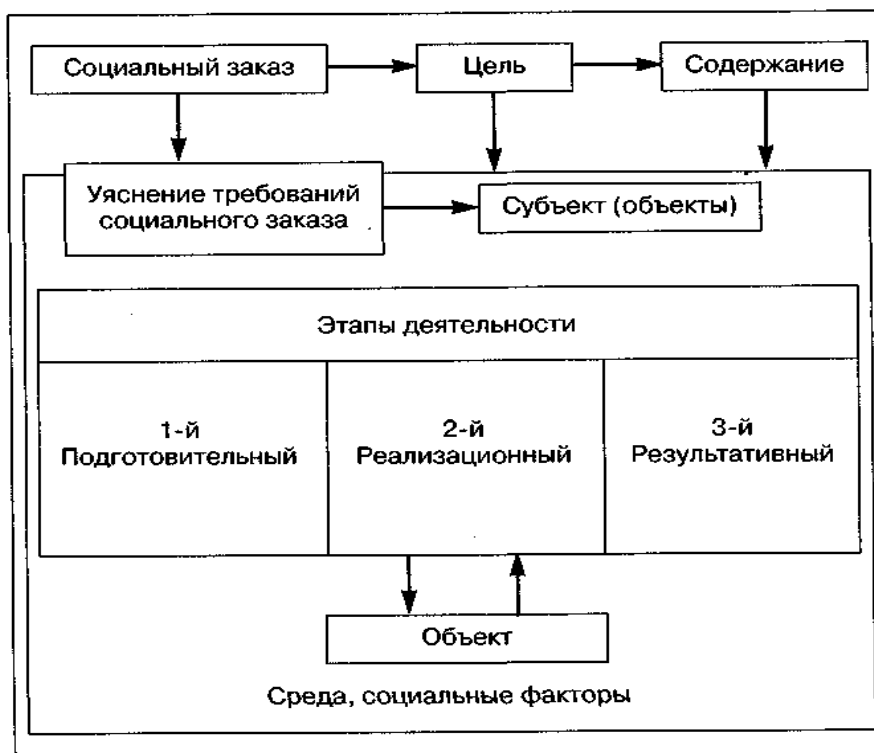 Социальный заказ
Цель
Содержание
Уяснение требований
социального заказа
Субъект (объекты)
Этапы деятельности
1-й
Подготовительный
2-й
Реализационный
3-й
Результативный
Объект
Среда, социальные факторы